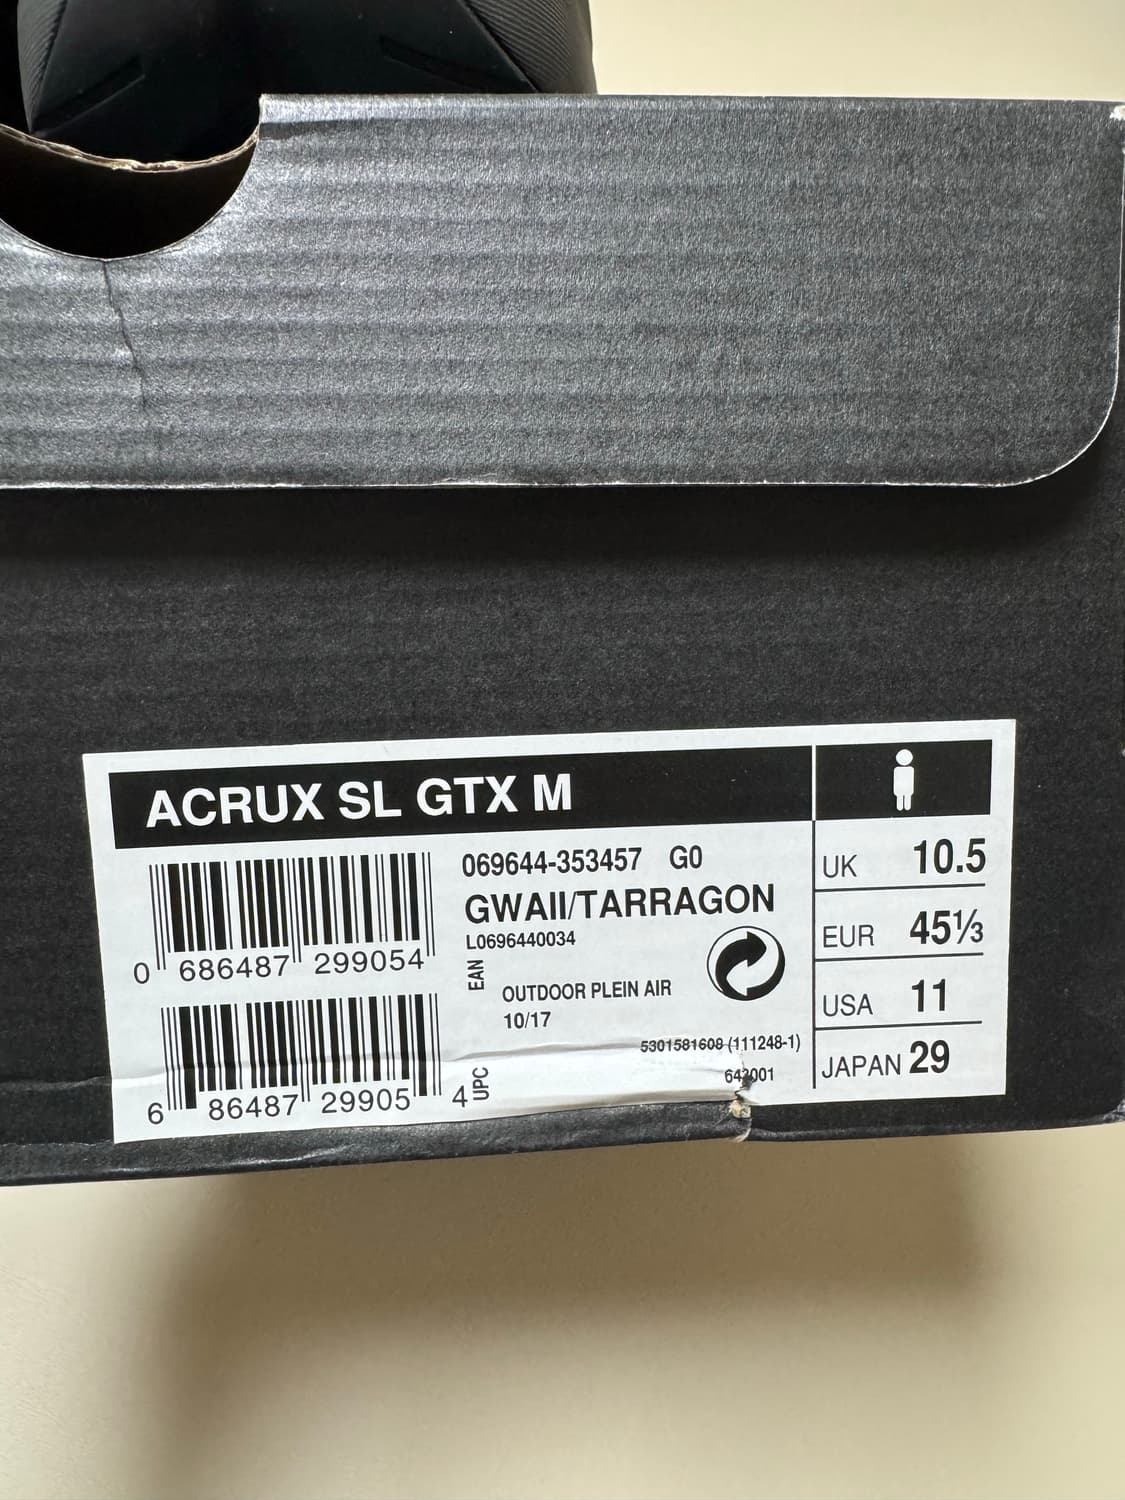 ACRUX SL GTX M
069644-353457 G0
GWAII/TARRAGON
L0696440034
0 686487 299054
EAN
OUTDOOR PLEIN AIR
10/17
5301581608 (111248-1)
6 86487 29905 4
UPC
UK 10.5
EUR 45⅓
USA 11
JAPAN 29